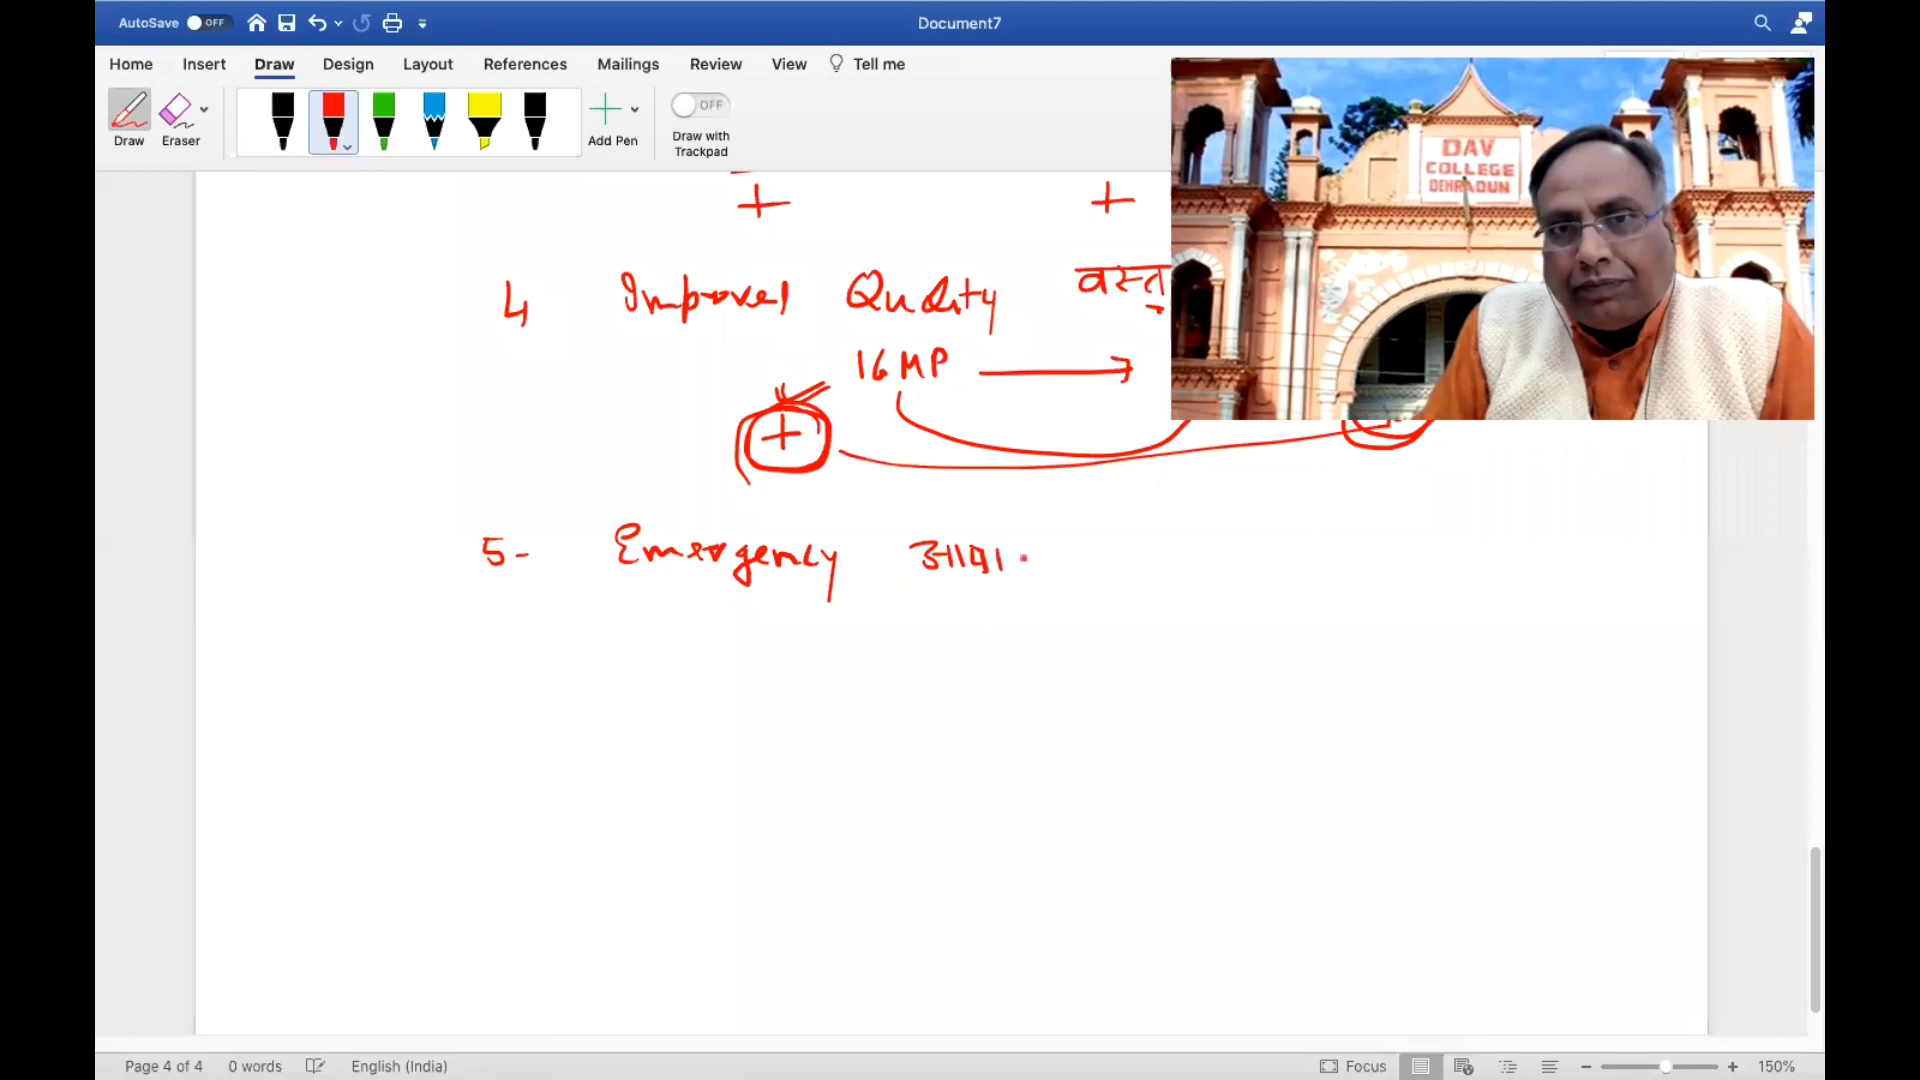 AutoSave OFF Document7
Home Insert Draw Design Layout References Mailings Review View Tell me
OFF
Draw Eraser Add Pen Draw with Trackpad
DAV
COLLEGE
DEHRADUN
+ +
4 Improved Quality वस्तु
16 MP
+
5- Emergency आपा
Page 4 of 4 0 words English (India) Focus 150%